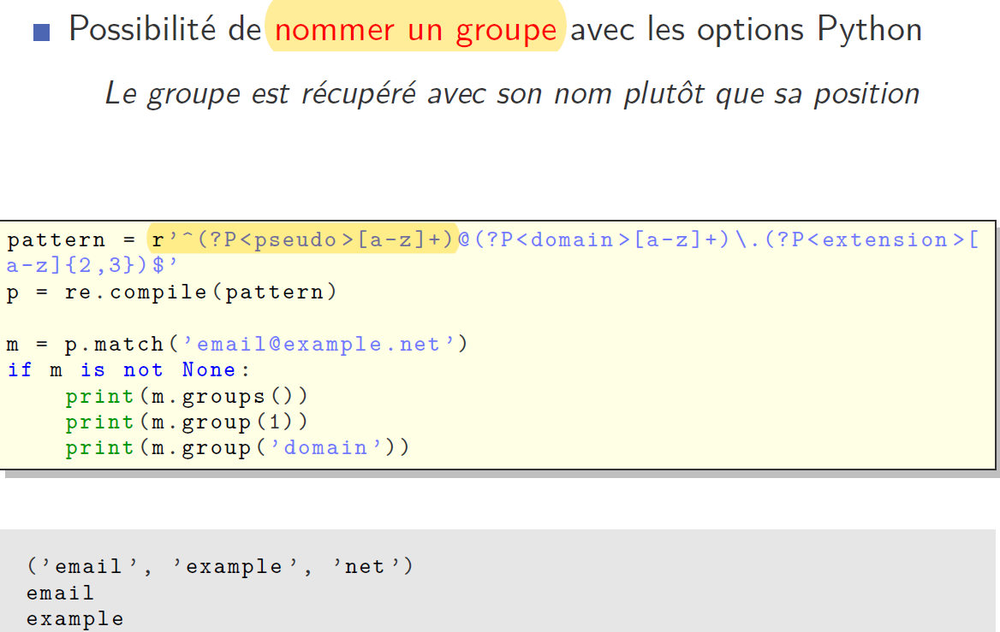 Possibilité de nommer un groupe avec les options Python
Le groupe est récupéré avec son nom plutôt que sa position
pattern = r'^(?P<pseudo>[a-z]+)@(?P<domain>[a-z]+)\.(?P<extension>[
a-z]{2,3})$'
p = re.compile(pattern)
m = p.match('email@example.net')
if m is not None:
    print(m.groups())
    print(m.group(1))
    print(m.group('domain'))
('email', 'example', 'net')
email
example